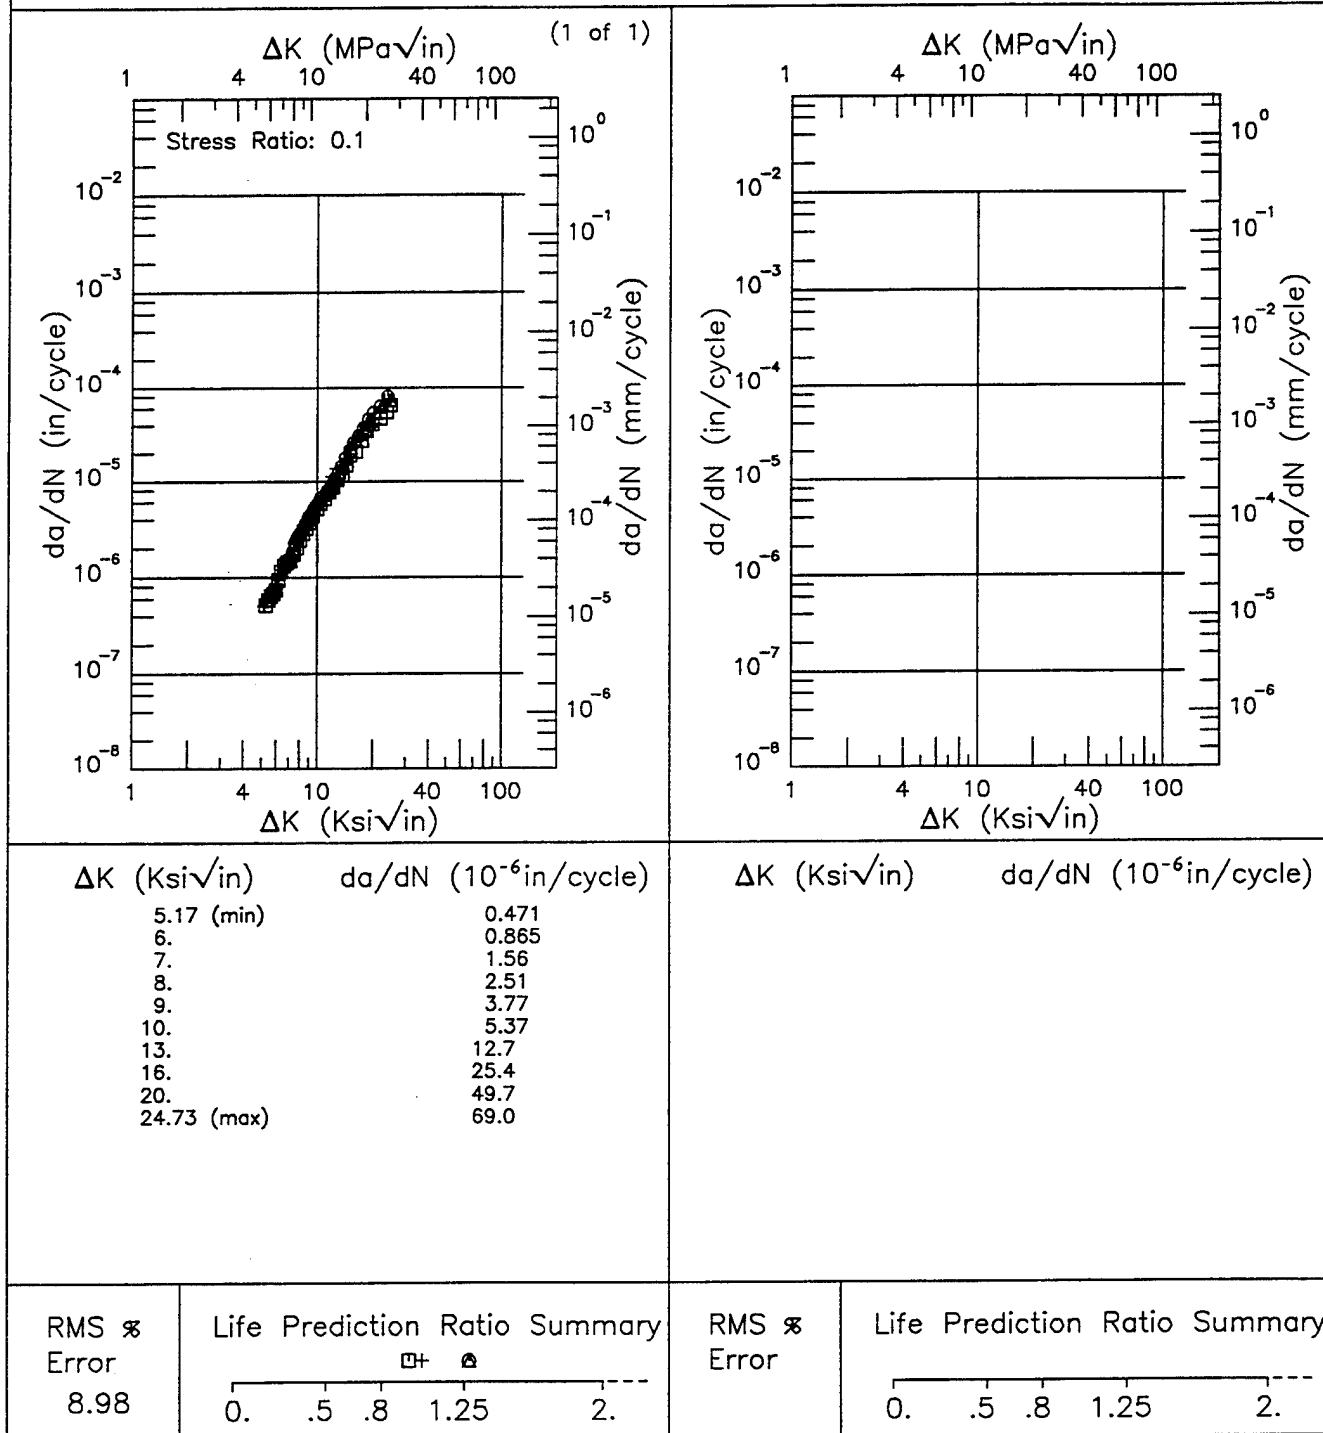 (1 of 1)
ΔK (MPa√in)
1 4 10 40 100
Stress Ratio: 0.1
da/dN (in/cycle)
10⁻²
10⁻³
10⁻⁴
10⁻⁵
10⁻⁶
10⁻⁷
10⁻⁸
da/dN (mm/cycle)
10⁰
10⁻¹
10⁻²
10⁻³
10⁻⁴
10⁻⁵
10⁻⁶
1 4 10 40 100
ΔK (Ksi√in)
ΔK (MPa√in)
1 4 10 40 100
da/dN (in/cycle)
10⁻²
10⁻³
10⁻⁴
10⁻⁵
10⁻⁶
10⁻⁷
10⁻⁸
da/dN (mm/cycle)
10⁰
10⁻¹
10⁻²
10⁻³
10⁻⁴
10⁻⁵
10⁻⁶
1 4 10 40 100
ΔK (Ksi√in)
ΔK (Ksi√in) da/dN (10⁻⁶in/cycle)
5.17 (min) 0.471
6. 0.865
7. 1.56
8. 2.51
9. 3.77
10. 5.37
13. 12.7
16. 25.4
20. 49.7
24.73 (max) 69.0
ΔK (Ksi√in) da/dN (10⁻⁶in/cycle)
RMS %
Error
8.98
Life Prediction Ratio Summary
0. .5 .8 1.25 2.
RMS %
Error
Life Prediction Ratio Summary
0. .5 .8 1.25 2.